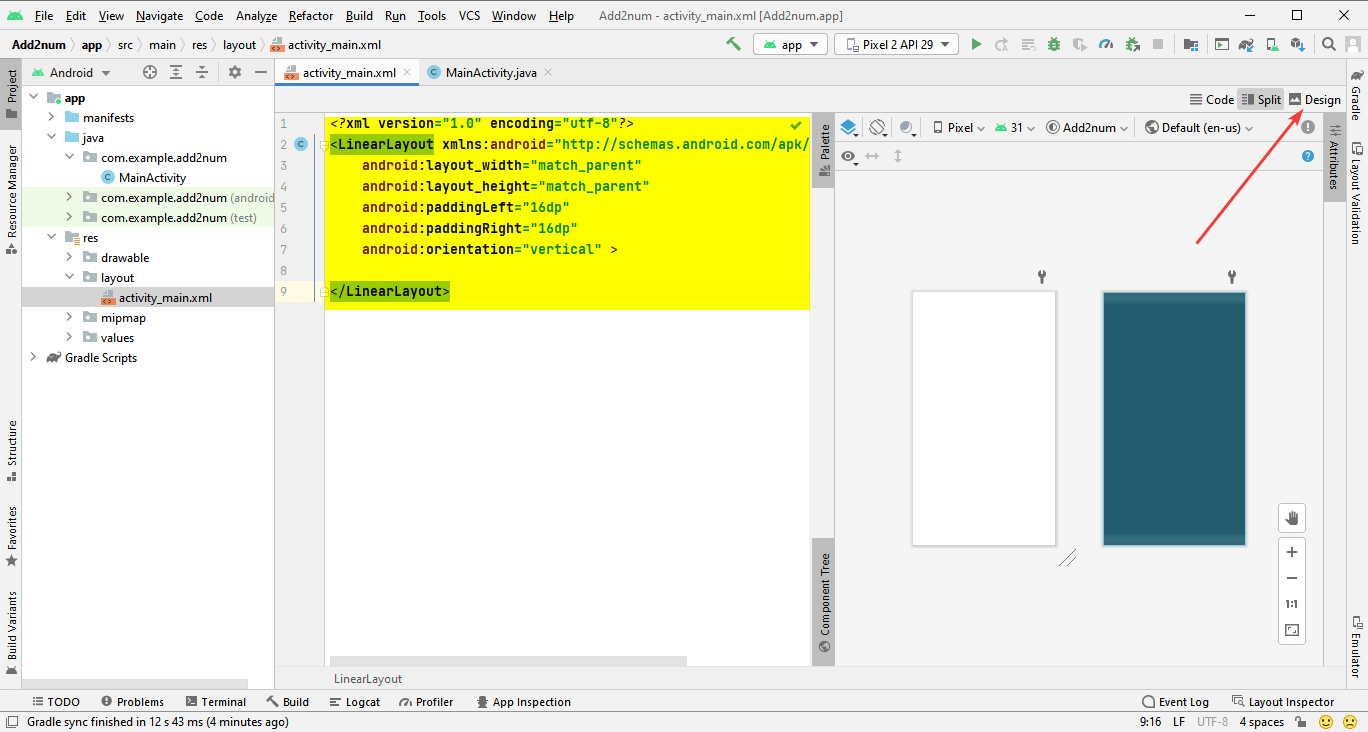 File Edit View Navigate Code Analyze Refactor Build Run Tools VCS Window Help Add2num - activity_main.xml [Add2num.app]
Add2num app src main res layout activity_main.xml app Pixel 2 API 29
Project
Resource Manager
Structure
Favorites
Build Variants
Android
app
manifests
java
com.example.add2num
MainActivity
com.example.add2num (android
com.example.add2num (test)
res
drawable
layout
activity_main.xml
mipmap
values
Gradle Scripts
activity_main.xml MainActivity.java
Code Split Design
1 <?xml version="1.0" encoding="utf-8"?>
2 <LinearLayout xmlns:android="http://schemas.android.com/apk/
3 android:layout_width="match_parent"
4 android:layout_height="match_parent"
5 android:paddingLeft="16dp"
6 android:paddingRight="16dp"
7 android:orientation="vertical" >
8
9 </LinearLayout>
LinearLayout
Palette
Component Tree
Pixel 31 Add2num Default (en-us)
1:1
Attributes
Gradle
Layout Validation
Emulator
TODO Problems Terminal Build Logcat Profiler App Inspection Event Log Layout Inspector
Gradle sync finished in 12 s 43 ms (4 minutes ago) 9:16 LF UTF-8 4 spaces